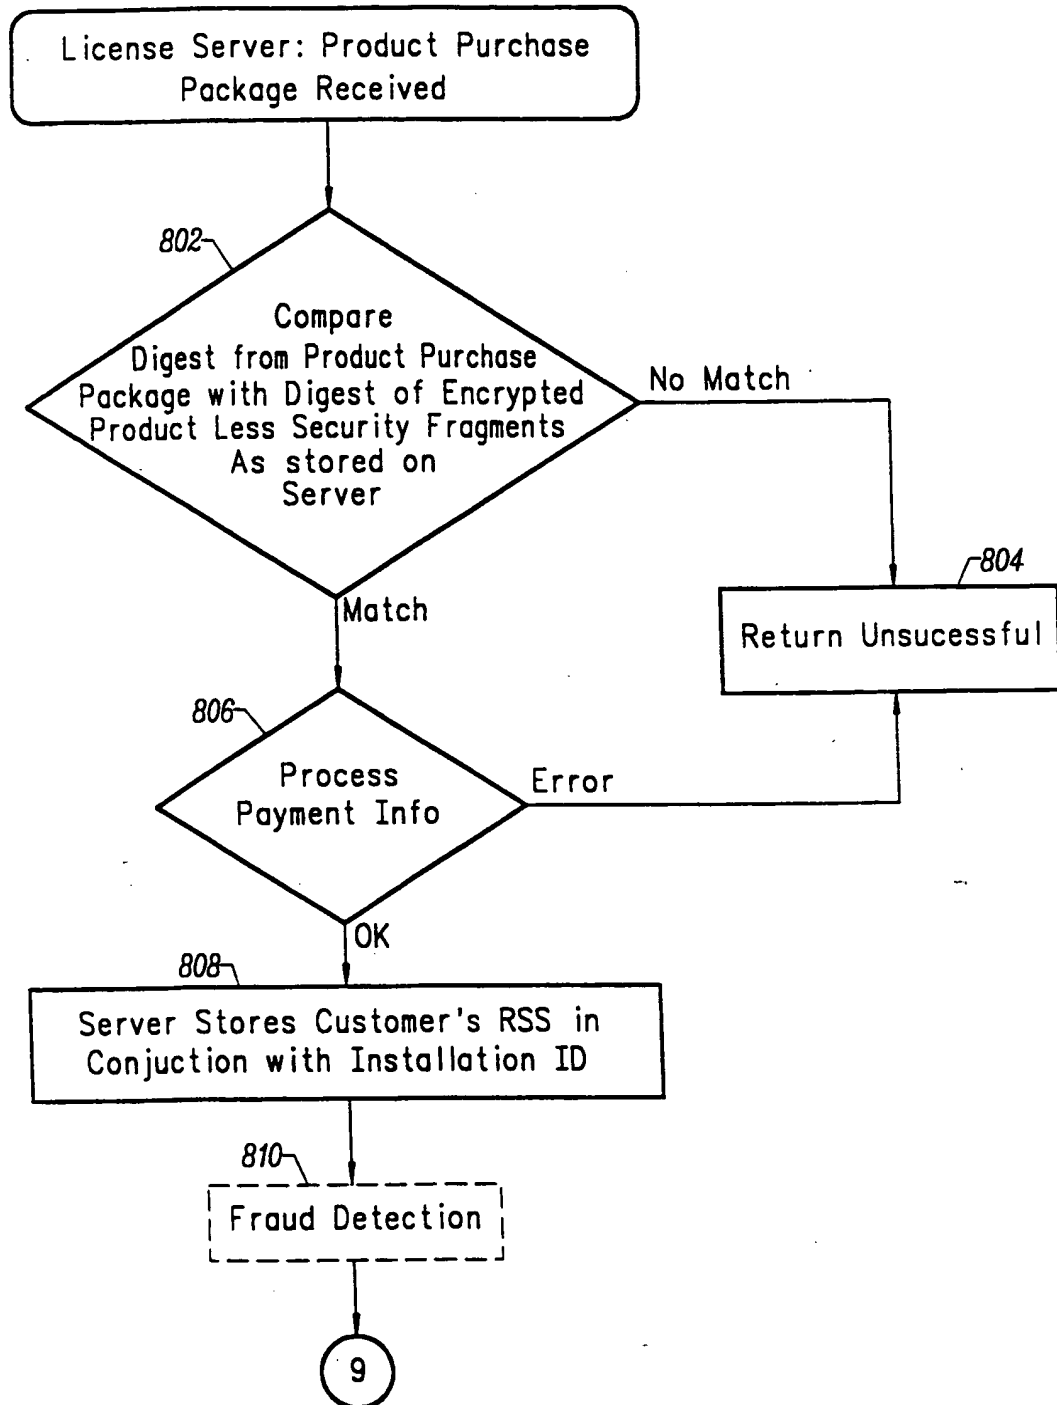 License Server: Product Purchase
Package Received
802
Compare
Digest from Product Purchase
Package with Digest of Encrypted
Product Less Security Fragments
As stored on
Server
No Match
Match
804
Return Unsucessful
806
Process
Payment Info
Error
OK
808
Server Stores Customer's RSS in
Conjuction with Installation ID
810
Fraud Detection
9